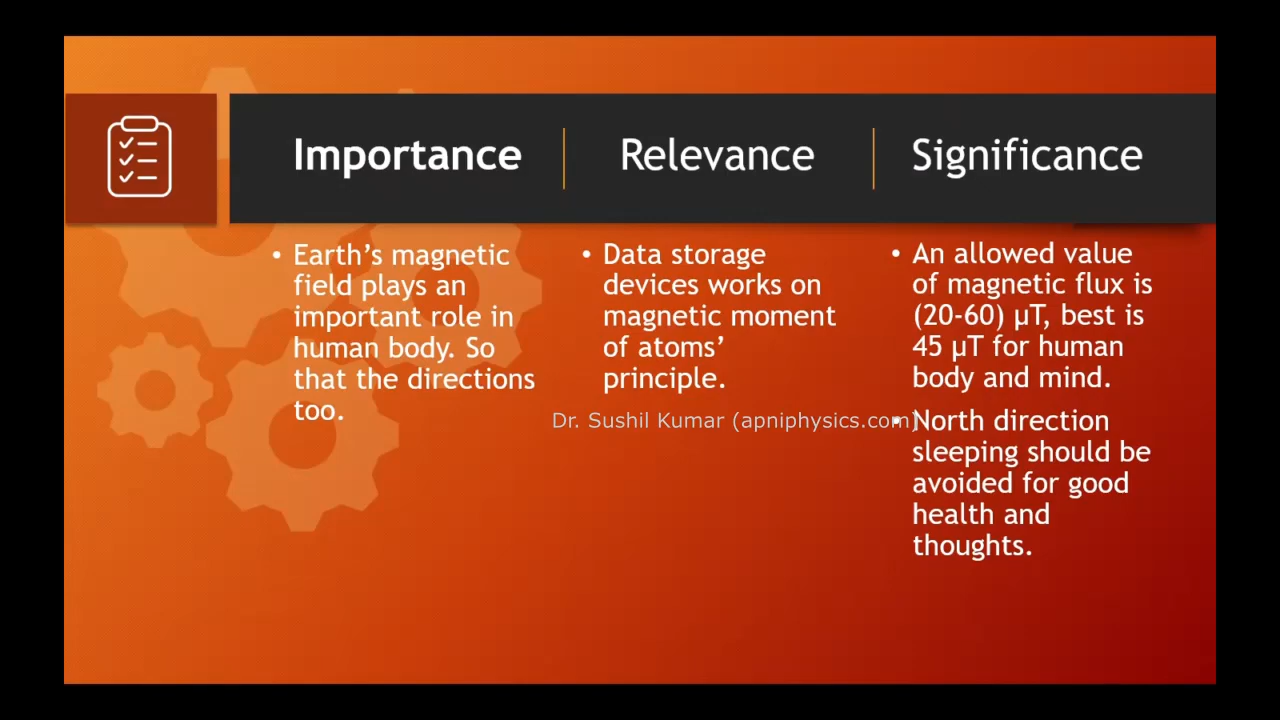 Importance
Relevance
Significance
• Earth’s magnetic
field plays an
important role in
human body. So
that the directions
too.
• Data storage
devices works on
magnetic moment
of atoms’
principle.
• An allowed value
of magnetic flux is
(20-60) µT, best is
45 µT for human
body and mind.
• North direction
sleeping should be
avoided for good
health and
thoughts.
Dr. Sushil Kumar (apniphysics.com)